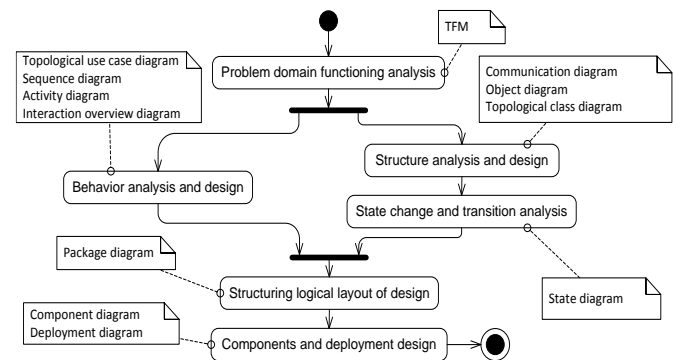 TFM
Topological use case diagram
Sequence diagram
Activity diagram
Interaction overview diagram
Problem domain functioning analysis
Communication diagram
Object diagram
Topological class diagram
Structure analysis and design
Behavior analysis and design
State change and transition analysis
Package diagram
Structuring logical layout of design
State diagram
Component diagram
Deployment diagram
Components and deployment design